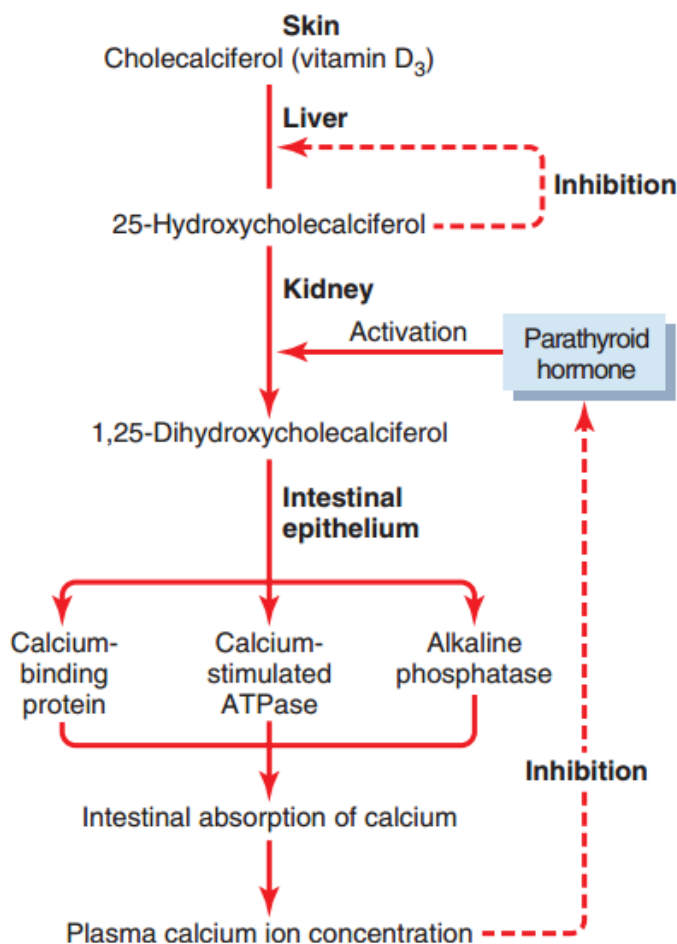 Skin
Cholecalciferol (vitamin D₃)
Liver
Inhibition
25-Hydroxycholecalciferol
Kidney
Activation
Parathyroid
hormone
1,25-Dihydroxycholecalciferol
Intestinal
epithelium
Calcium-
binding
protein
Calcium-
stimulated
ATPase
Alkaline
phosphatase
Inhibition
Intestinal absorption of calcium
Plasma calcium ion concentration